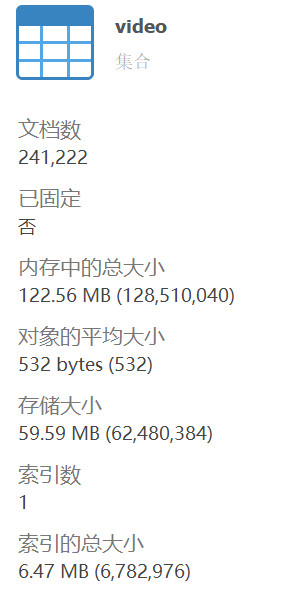 video
集合
文档数
241,222
已固定
否
内存中的总大小
122.56 MB (128,510,040)
对象的平均大小
532 bytes (532)
存储大小
59.59 MB (62,480,384)
索引数
1
索引的总大小
6.47 MB (6,782,976)